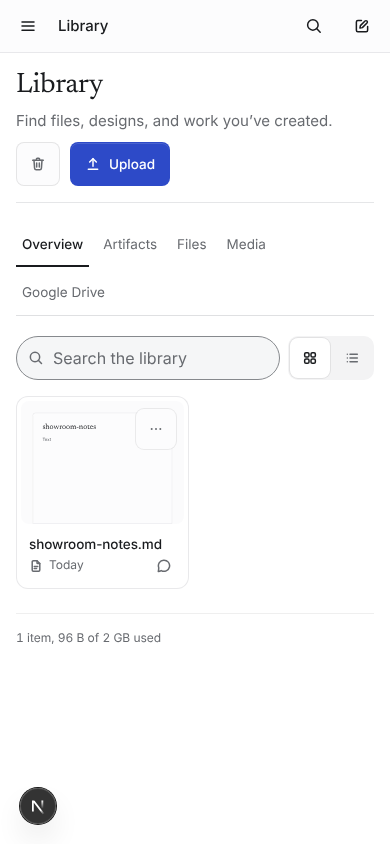 Library
Library
Find files, designs, and work you’ve created.
Upload
Overview Artifacts Files Media
Google Drive
Search the library
showroom-notes
Text
showroom-notes.md
Today
1 item, 96 B of 2 GB used
N